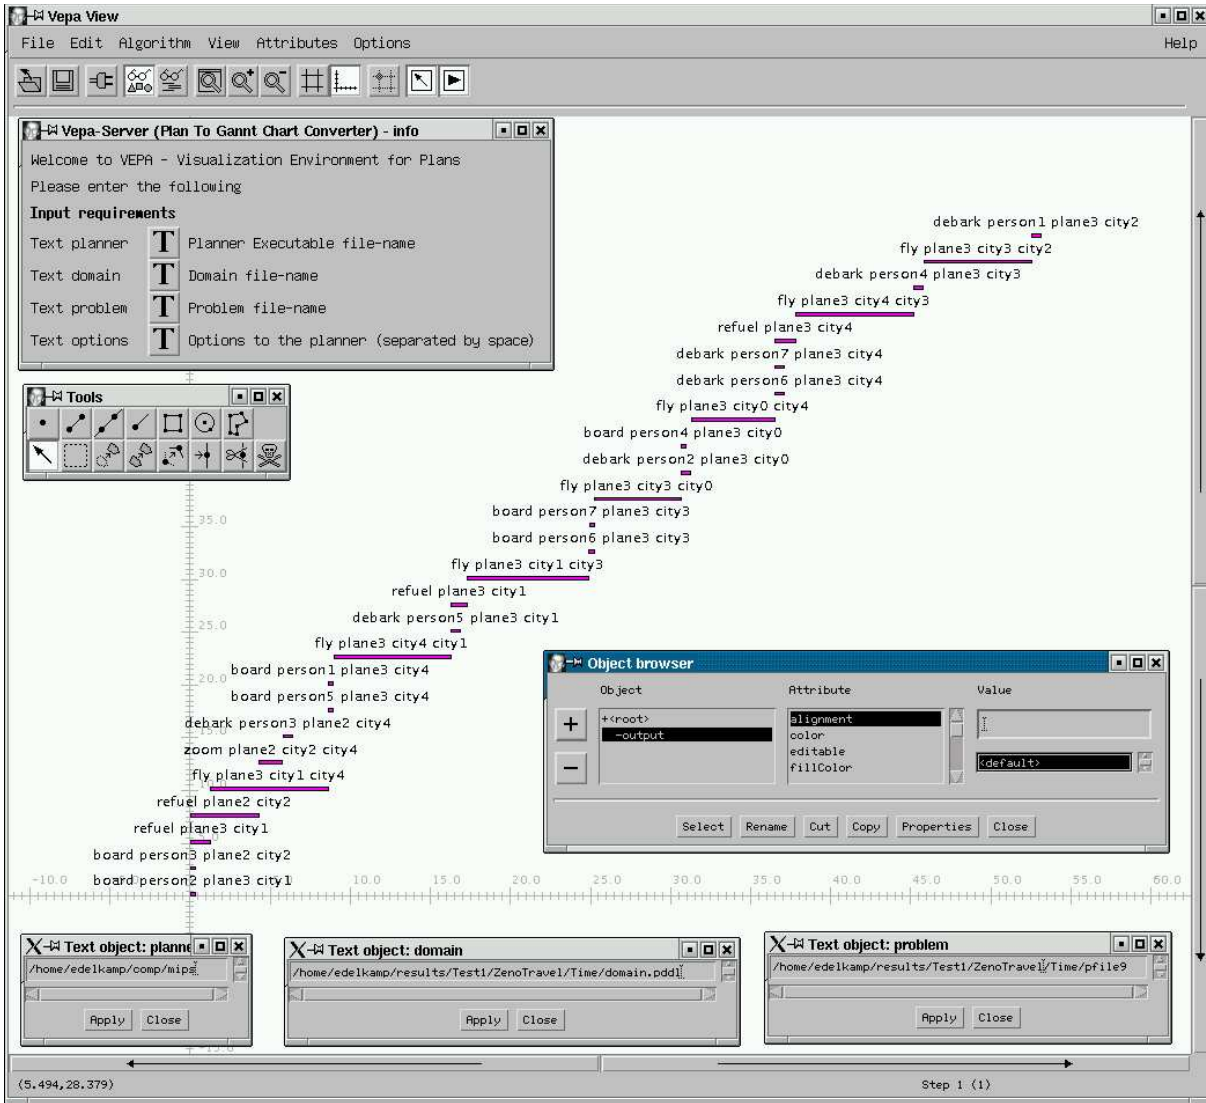 Vepa View
File Edit Algorithm View Attributes Options Help
Vepa-Server (Plan To Gannt Chart Converter) - info
Welcome to VEPA - Visualization Environment for Plans
Please enter the following
Input requirements
Text planner T Planner Executable file-name
Text domain T Domain file-name
Text problem T Problem file-name
Text options T Options to the planner (separated by space)
Tools
debark person1 plane3 city2
fly plane3 city3 city2
debark person4 plane3 city3
fly plane3 city4 city3
refuel plane3 city4
debark person7 plane3 city4
debark person6 plane3 city4
fly plane3 city0 city4
board person4 plane3 city0
debark person2 plane3 city0
fly plane3 city3 city0
board person7 plane3 city3
35.0
board person6 plane3 city3
fly plane3 city1 city3
30.0
refuel plane3 city1
debark person5 plane3 city1
25.0
fly plane3 city4 city1
board person1 plane3 city4
20.0
board person5 plane3 city4
debark person3 plane2 city4
15.0
zoom plane2 city2 city4
fly plane3 city1 city4
10.0
refuel plane2 city2
refuel plane3 city1
board person3 plane2 city2
board person2 plane3 city1
-10.0 10.0 15.0 20.0 25.0 30.0 35.0 40.0 45.0 50.0 55.0 60.0
Object browser
Object Attribute Value
+<root> alignment
-output color
editable <default>
fillColor
Select Rename Cut Copy Properties Close
Text object: planne
/home/edelkamp/comp/mips
Apply Close
Text object: domain
/home/edelkamp/results/Test1/ZenoTravel/Time/domain.pddl
Apply Close
Text object: problem
/home/edelkamp/results/Test1/ZenoTravel/Time/pfile9
Apply Close
-15.0
(5.494,28.379) Step 1 (1)